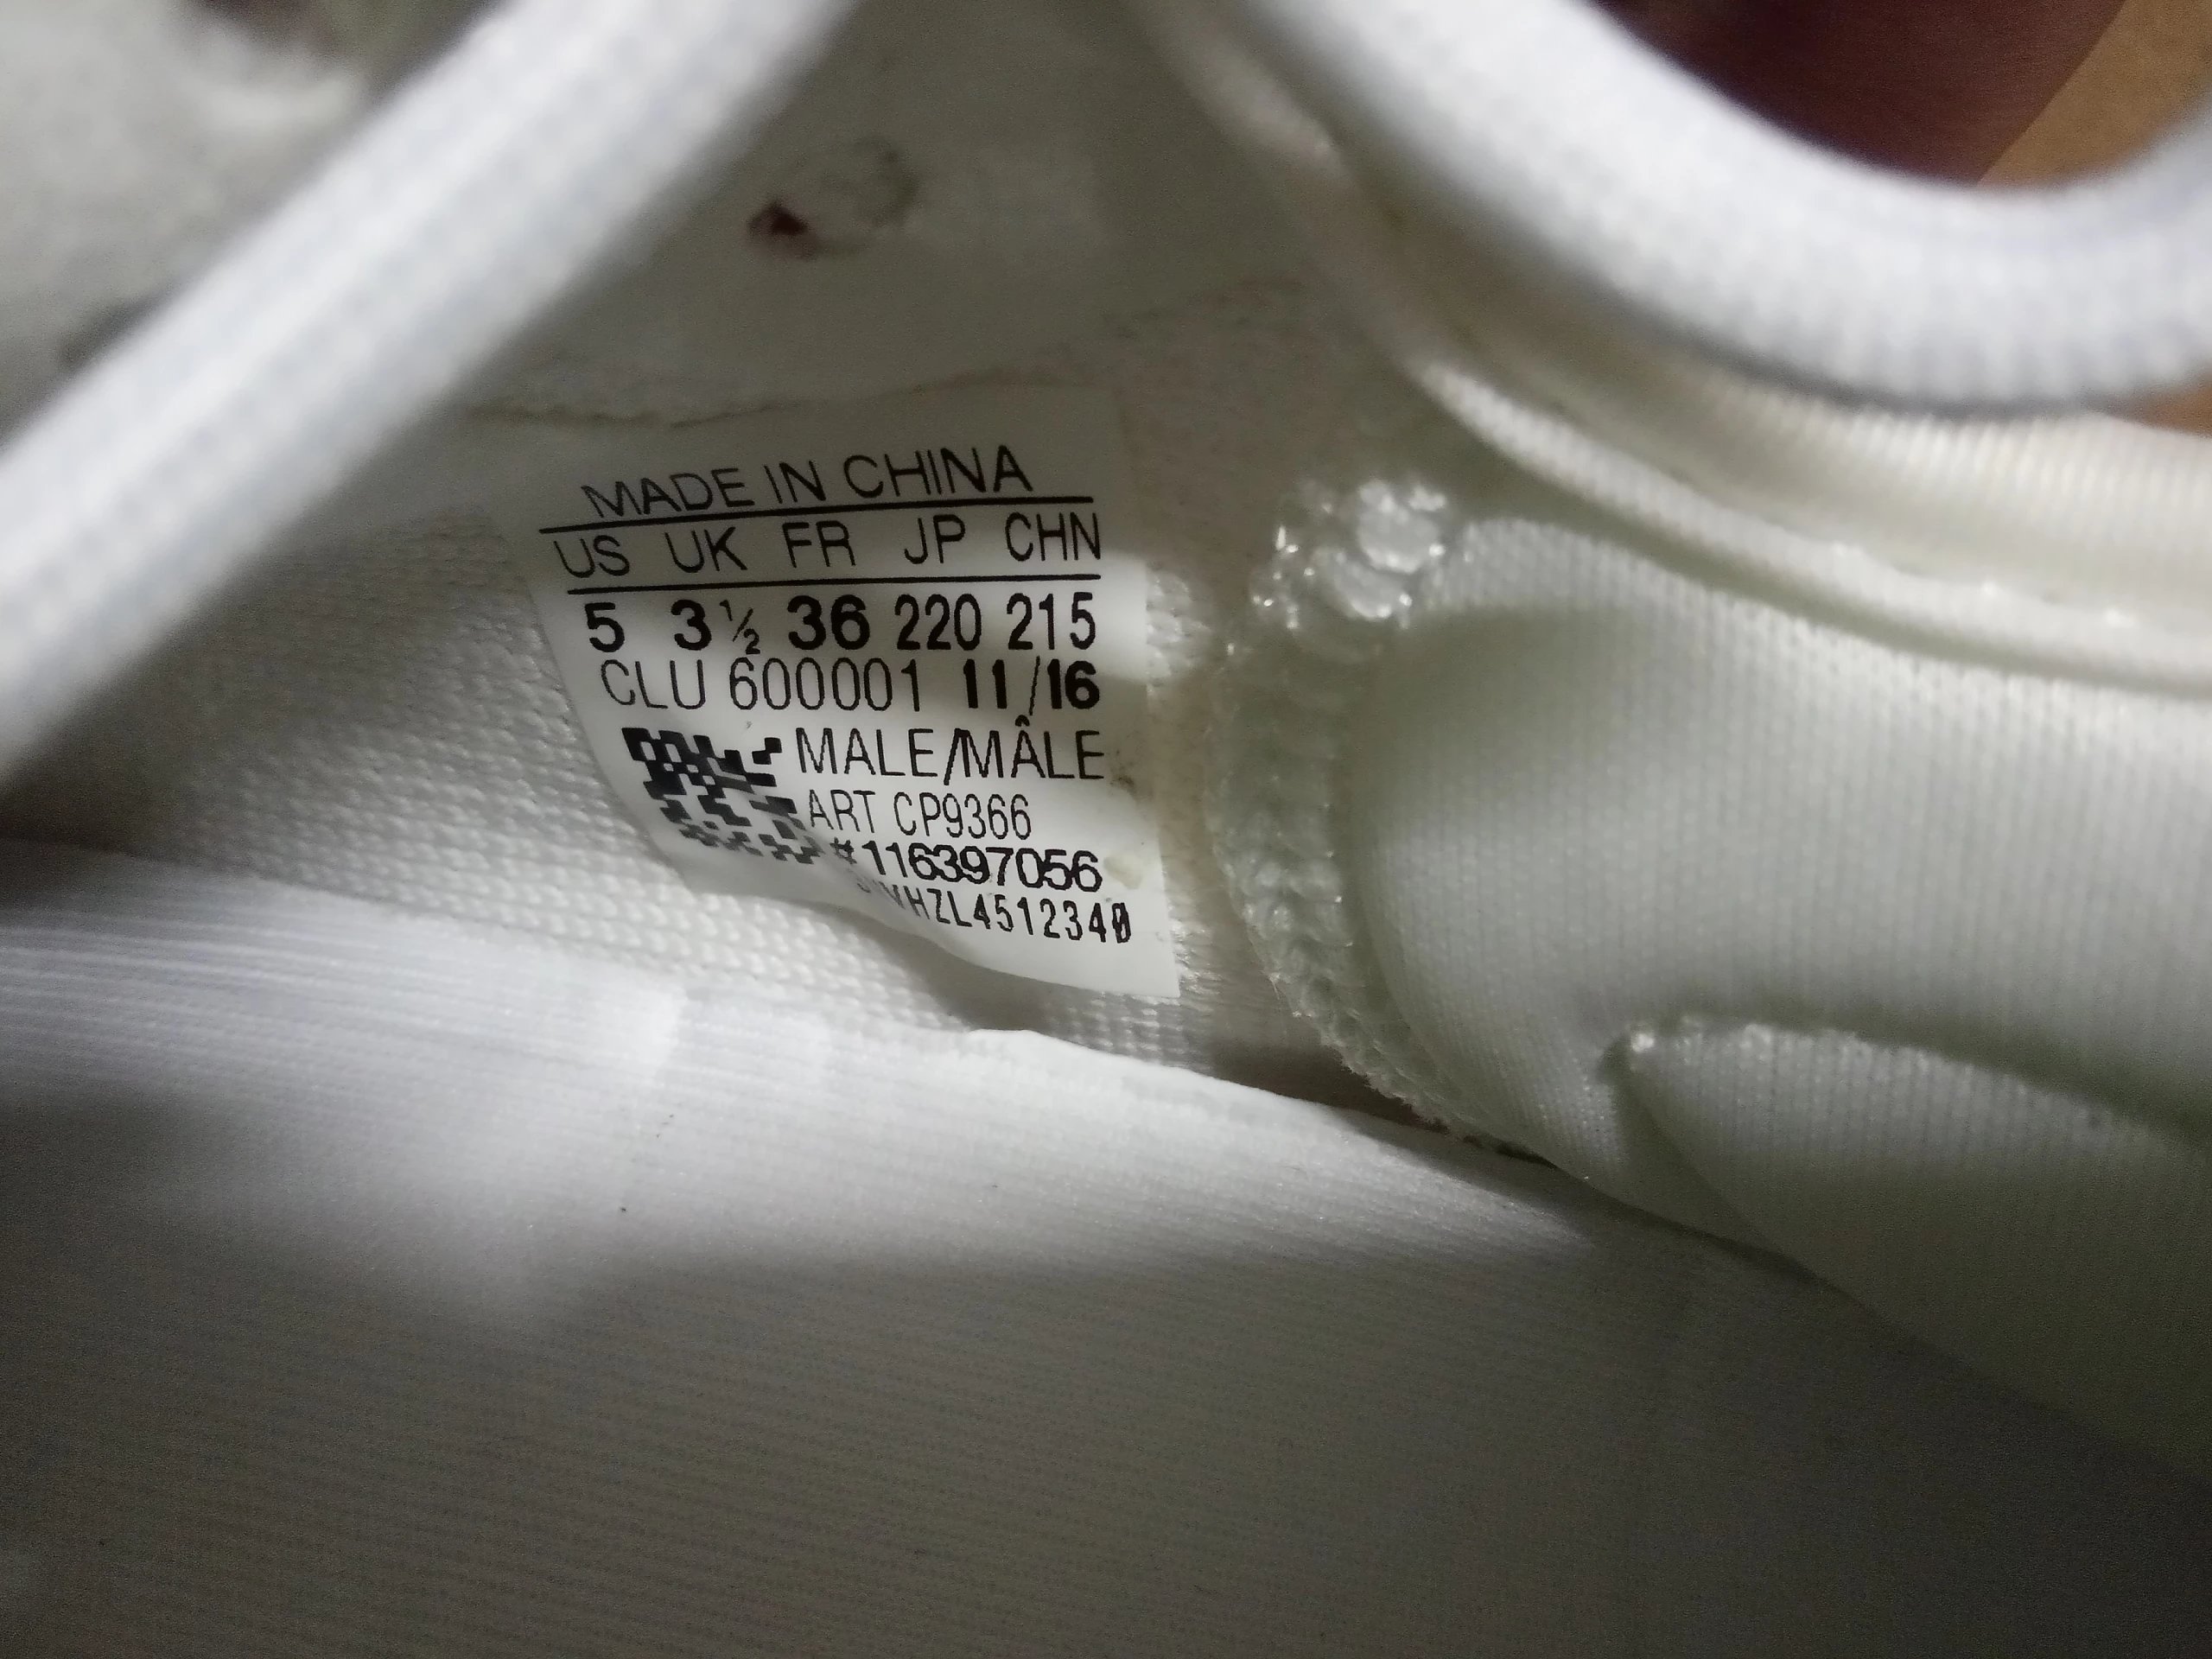 MADE IN CHINA
US UK FR JP CHN
5 3½ 36 220 215
CLU 600001 11/16
MALE/MÂLE
ART CP9366
#116397056